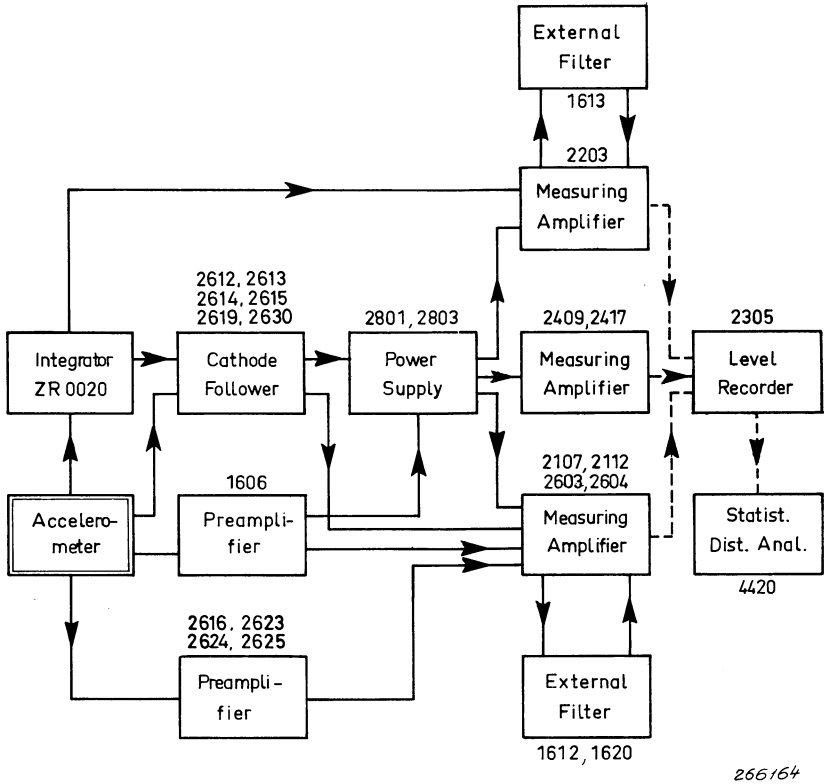 External
Filter
1613
2203
Measuring
Amplifier
2612, 2613
2614, 2615
2619, 2630
2801, 2803
2409, 2417
2305
Integrator
ZR 0020
Cathode
Follower
Power
Supply
Measuring
Amplifier
Level
Recorder
1606
2107, 2112
2603, 2604
Accelero-
meter
Preampli-
fier
Measuring
Amplifier
Statist.
Dist. Anal.
4420
2616, 2623
2624, 2625
Preampli-
fier
External
Filter
1612, 1620
266164